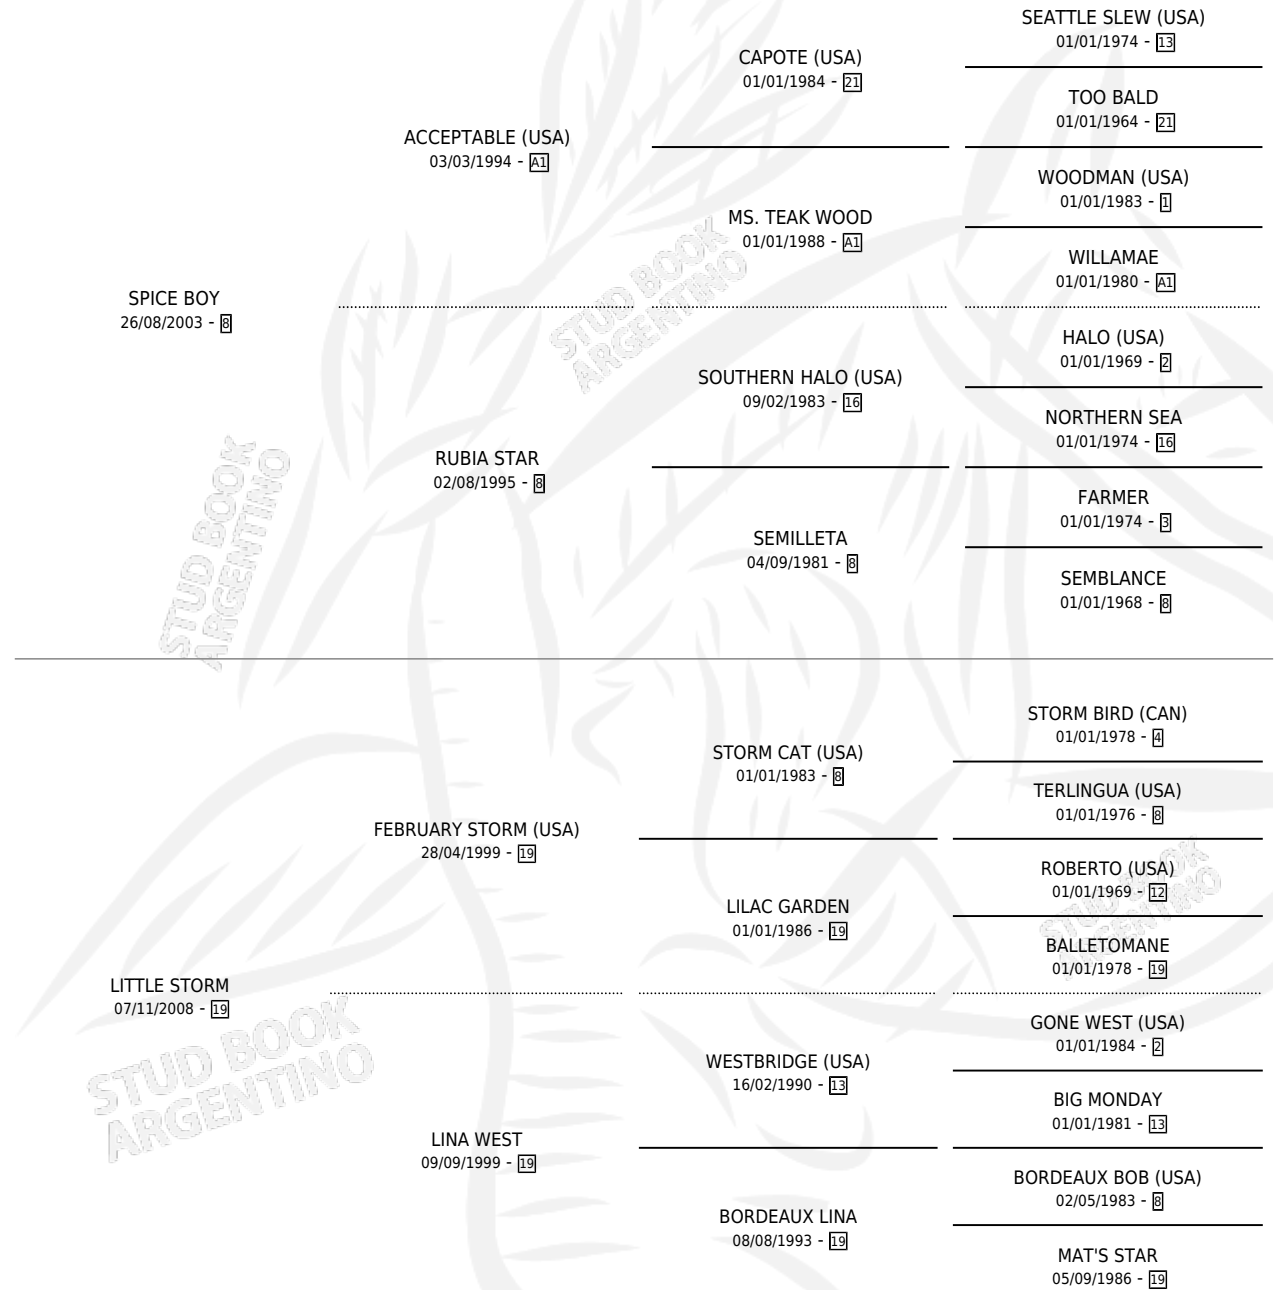 SEATTLE SLEW (USA)
01/01/1974 - 13
CAPOTE (USA)
01/01/1984 - 21
TOO BALD
01/01/1964 - 21
ACCEPTABLE (USA)
03/03/1994 - A1
WOODMAN (USA)
01/01/1983 - 1
MS. TEAK WOOD
01/01/1988 - A1
WILLAMAE
01/01/1980 - A1
SPICE BOY
26/08/2003 - 8
HALO (USA)
01/01/1969 - 2
SOUTHERN HALO (USA)
09/02/1983 - 16
NORTHERN SEA
01/01/1974 - 16
RUBIA STAR
02/08/1995 - 8
FARMER
01/01/1974 - 3
SEMILLETA
04/09/1981 - 8
SEMBLANCE
01/01/1968 - 8
STUD BOOK
ARGENTINO
STUD BOOK
ARGENTINO
STORM BIRD (CAN)
01/01/1978 - 4
STORM CAT (USA)
01/01/1983 - 8
TERLINGUA (USA)
01/01/1976 - 8
FEBRUARY STORM (USA)
28/04/1999 - 19
ROBERTO (USA)
01/01/1969 - 12
LILAC GARDEN
01/01/1986 - 19
BALLETOMANE
01/01/1978 - 19
LITTLE STORM
07/11/2008 - 19
GONE WEST (USA)
01/01/1984 - 2
WESTBRIDGE (USA)
16/02/1990 - 13
BIG MONDAY
01/01/1981 - 13
LINA WEST
09/09/1999 - 19
BORDEAUX BOB (USA)
02/05/1983 - 8
BORDEAUX LINA
08/08/1993 - 19
MAT'S STAR
05/09/1986 - 19
STUD BOOK
ARGENTINO
STUD BOOK
ARGENTINO